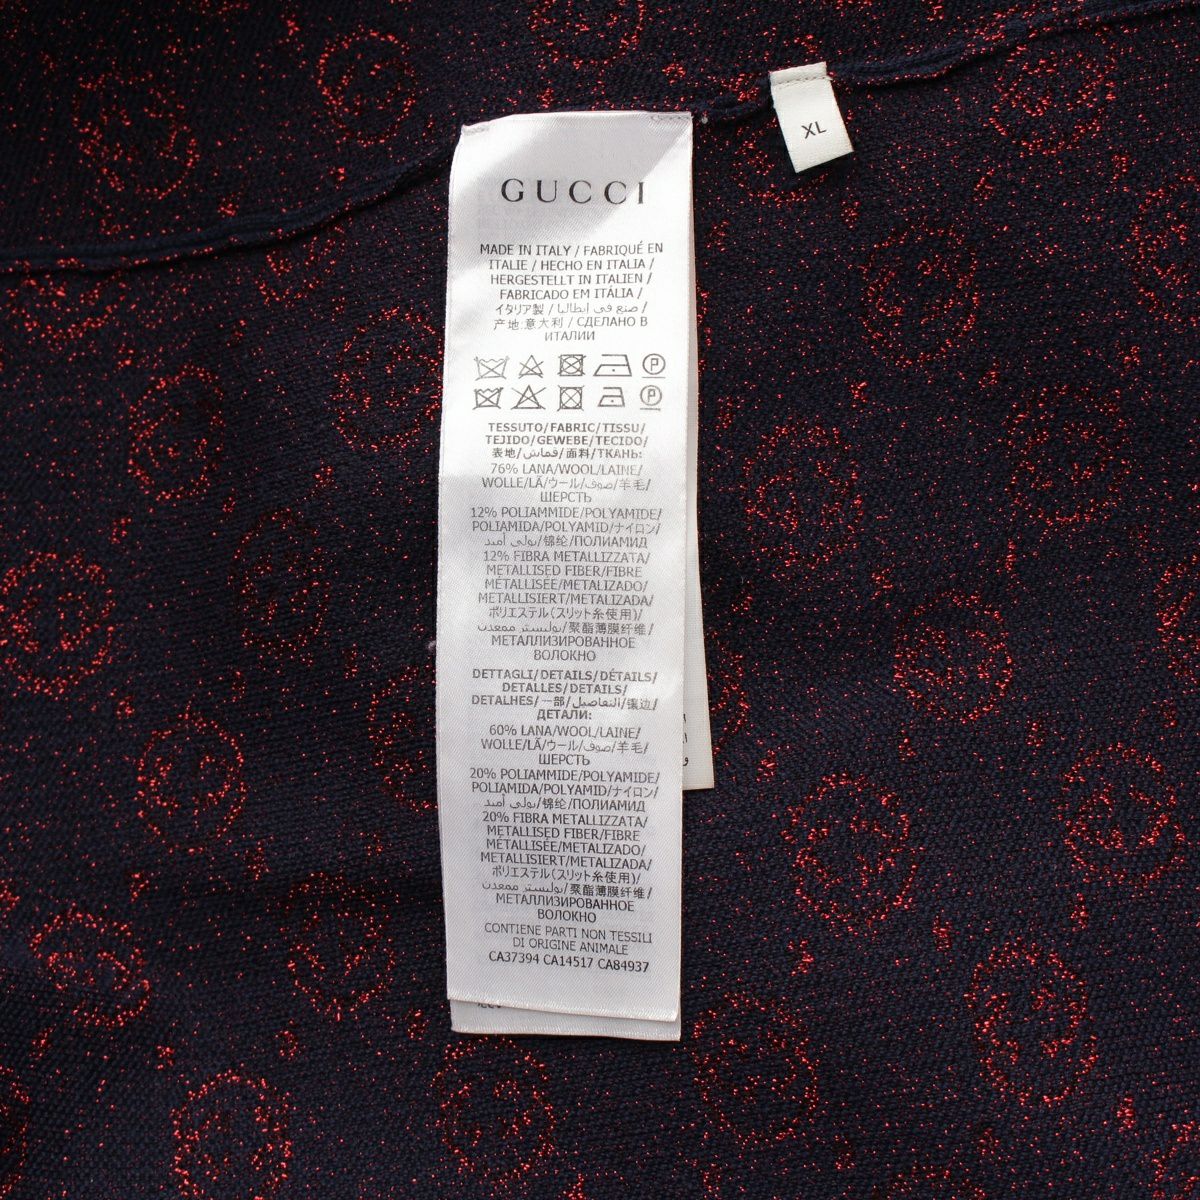 XL
GUCCI
MADE IN ITALY / FABRIQUÉ EN
ITALIE / HECHO EN ITALIA /
HERGESTELLT IN ITALIEN /
FABRICADO EM ITÁLIA /
イタリア製 / صنع في إيطاليا /
产地:意大利 / СДЕЛАНО В
ИТАЛИИ
P
P
TESSUTO/FABRIC/TISSU/
TEJIDO/GEWEBE/TECIDO/
表地/قماش/面料/ТКАНЬ:
76% LANA/WOOL/LAINE/
WOLLE/LÃ/ウール/صوف/羊毛/
ШЕРСТЬ
12% POLIAMMIDE/POLYAMIDE/
POLIAMIDA/POLYAMID/ナイロン/
بولي أميد/锦纶/ПОЛИАМИД
12% FIBRA METALLIZZATA/
METALLISED FIBER/FIBRE
MÉTALLISÉE/METALIZADO/
METALLISIERT/METALIZADA/
ポリエステル(スリット糸使用)/
بوليستر ممعدن/聚酯薄膜纤维/
МЕТАЛЛИЗИРОВАННОЕ
ВОЛОКНО
DETTAGLI/DETAILS/DÉTAILS/
DETALLES/DETAILS/
DETALHES/一部/التفاصيل/镶边/
ДЕТАЛИ:
60% LANA/WOOL/LAINE/
WOLLE/LÃ/ウール/صوف/羊毛/
ШЕРСТЬ
20% POLIAMMIDE/POLYAMIDE/
POLIAMIDA/POLYAMID/ナイロン/
بولي أميد/锦纶/ПОЛИАМИД
20% FIBRA METALLIZZATA/
METALLISED FIBER/FIBRE
MÉTALLISÉE/METALIZADO/
METALLISIERT/METALIZADA/
ポリエステル(スリット糸使用)/
بوليستر ممعدن/聚酯薄膜纤维/
МЕТАЛЛИЗИРОВАННОЕ
ВОЛОКНО
CONTIENE PARTI NON TESSILI
DI ORIGINE ANIMALE
CA37394 CA14517 CA84937